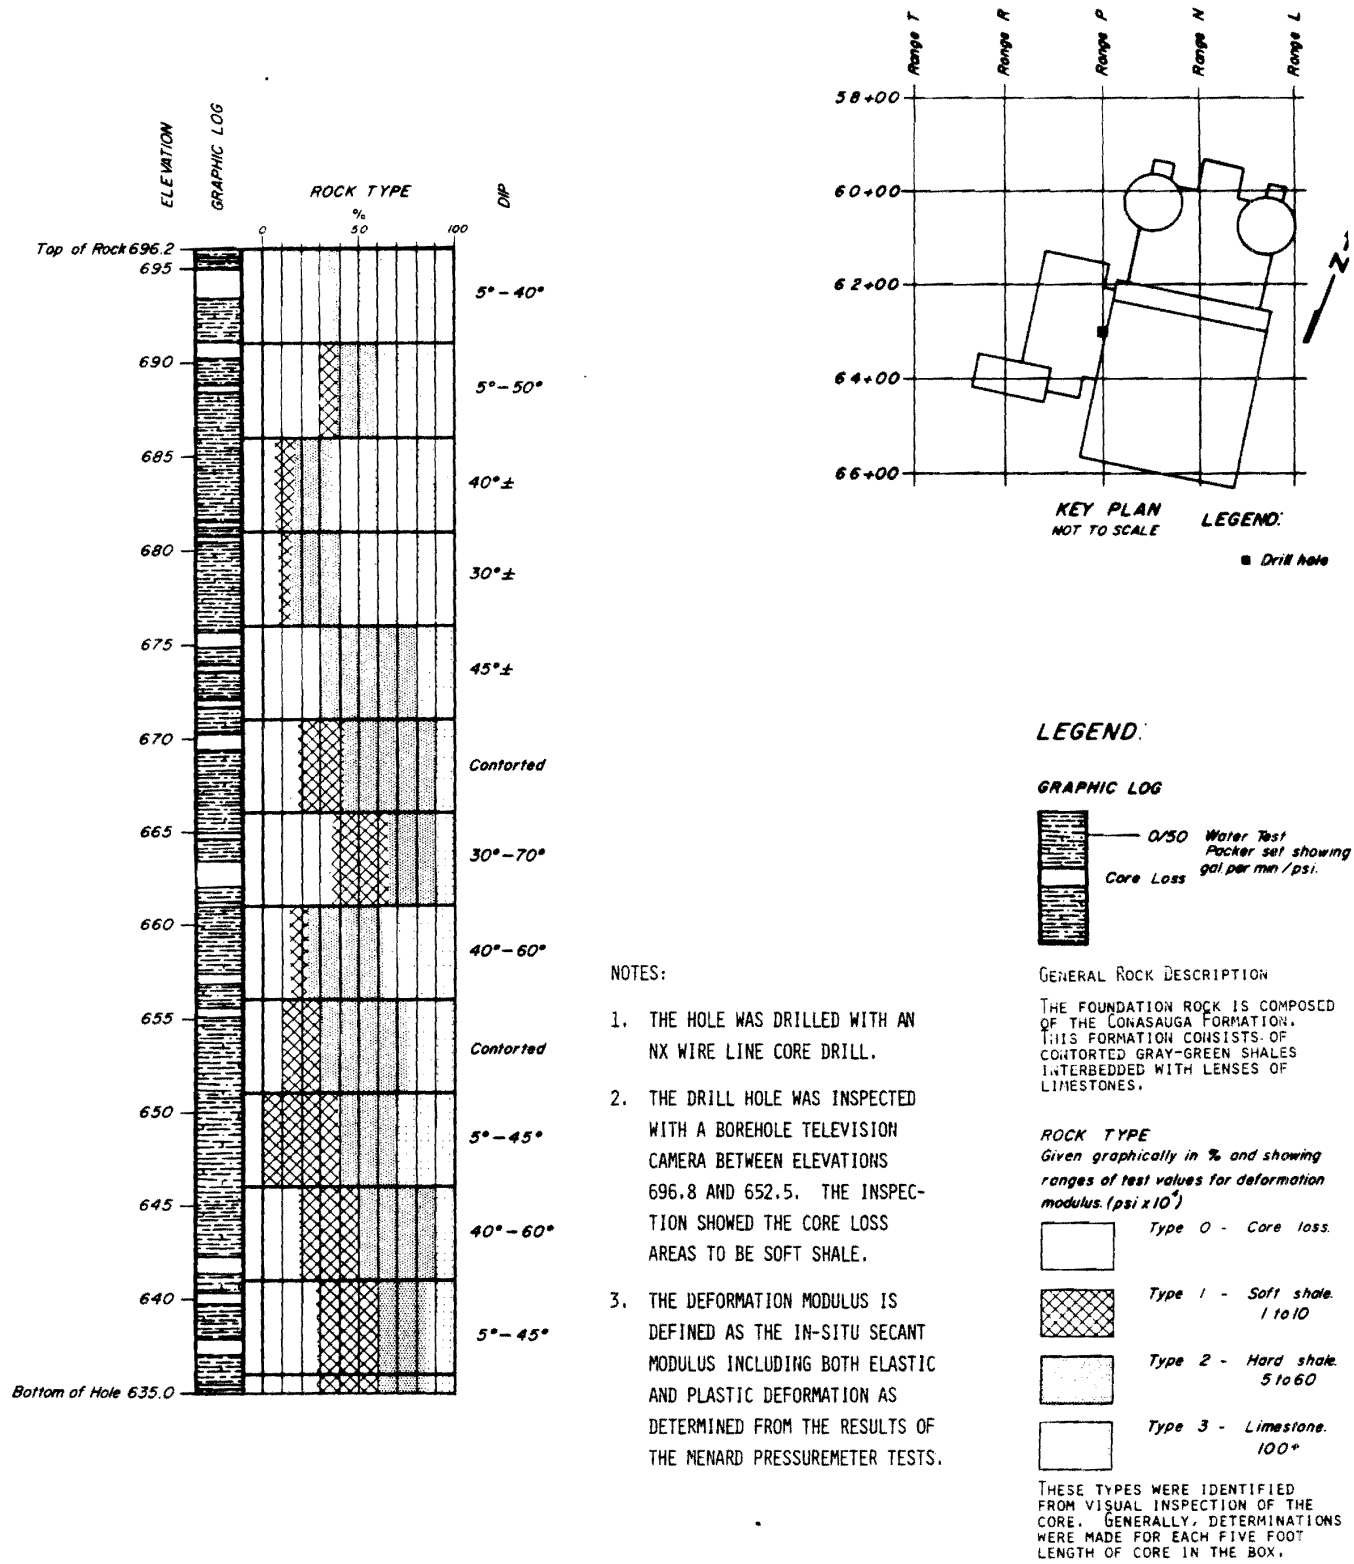 ELEVATION
GRAPHIC LOG
ROCK TYPE
%
0 50 100
DIP
Top of Rock 696.2
695
690
685
680
675
670
665
660
655
650
645
640
Bottom of Hole 635.0
5°-40°
5°-50°
40°±
30°±
45°±
Contorted
30°-70°
40°-60°
Contorted
5°-45°
40°-60°
5°-45°
Range T
Range R
Range P
Range N
Range L
58+00
60+00
62+00
64+00
66+00
N
KEY PLAN
NOT TO SCALE
LEGEND:
■ Drill hole
NOTES:
1. THE HOLE WAS DRILLED WITH AN
NX WIRE LINE CORE DRILL.
2. THE DRILL HOLE WAS INSPECTED
WITH A BOREHOLE TELEVISION
CAMERA BETWEEN ELEVATIONS
696.8 AND 652.5. THE INSPEC-
TION SHOWED THE CORE LOSS
AREAS TO BE SOFT SHALE.
3. THE DEFORMATION MODULUS IS
DEFINED AS THE IN-SITU SECANT
MODULUS INCLUDING BOTH ELASTIC
AND PLASTIC DEFORMATION AS
DETERMINED FROM THE RESULTS OF
THE MENARD PRESSUREMETER TESTS.
LEGEND:
GRAPHIC LOG
0/50 Water Test
Packer set showing
gal. per min/psi.
Core Loss
GENERAL ROCK DESCRIPTION
THE FOUNDATION ROCK IS COMPOSED
OF THE CONASAUGA FORMATION.
THIS FORMATION CONSISTS OF
CONTORTED GRAY-GREEN SHALES
INTERBEDDED WITH LENSES OF
LIMESTONES.
ROCK TYPE
Given graphically in % and showing
ranges of test values for deformation
modulus. (psi x 10⁴)
Type 0 - Core loss.
Type 1 - Soft shale.
1 to 10
Type 2 - Hard shale.
5 to 60
Type 3 - Limestone.
100+
THESE TYPES WERE IDENTIFIED
FROM VISUAL INSPECTION OF THE
CORE. GENERALLY, DETERMINATIONS
WERE MADE FOR EACH FIVE FOOT
LENGTH OF CORE IN THE BOX.